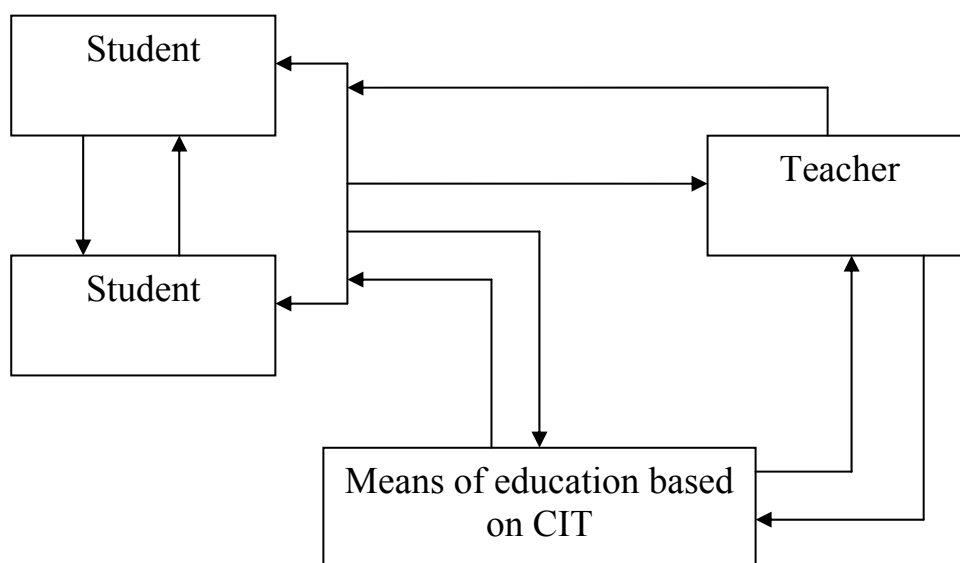 Student
Teacher
Student
Means of education based
on CIT